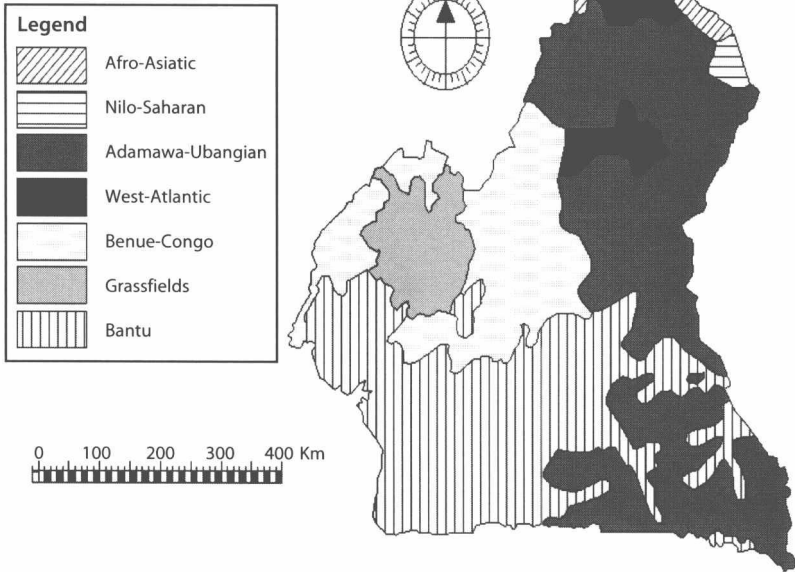 Legend
Afro-Asiatic
Nilo-Saharan
Adamawa-Ubangian
West-Atlantic
Benue-Congo
Grassfields
Bantu
0 100 200 300 400 Km